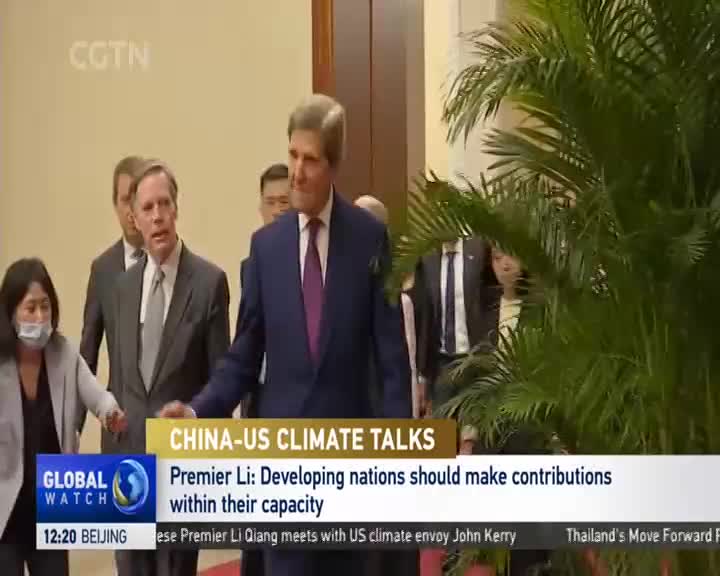 CGTN
CHINA-US CLIMATE TALKS
Premier Li: Developing nations should make contributions
within their capacity
GLOBAL
WATCH
12:20 BEIJING
ese Premier Li Qiang meets with US climate envoy John Kerry Thailand's Move Forward